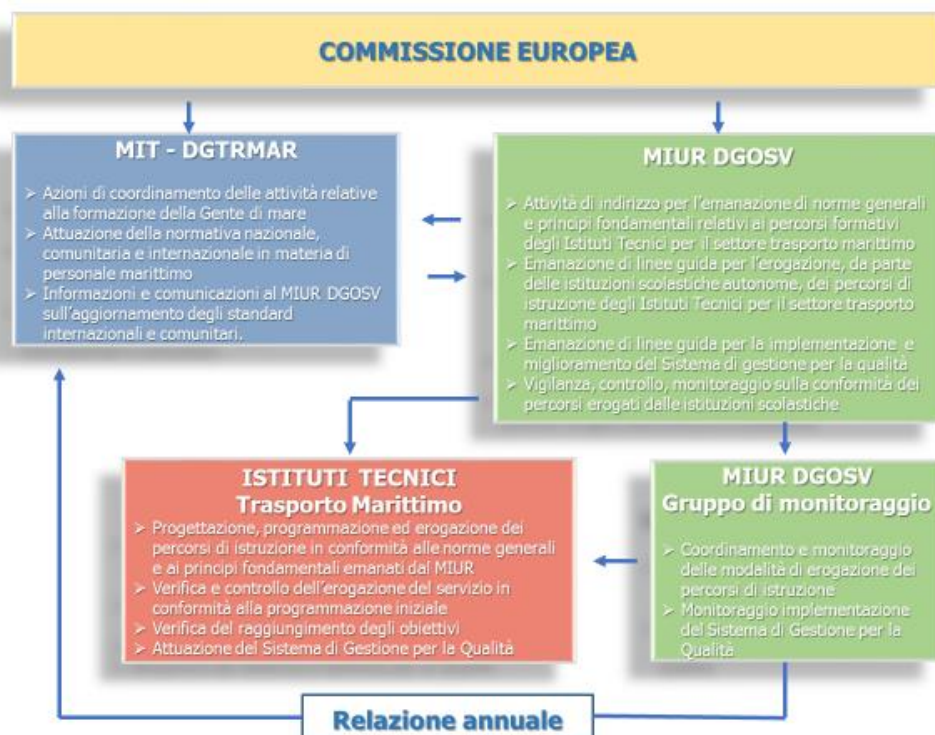 COMMISSIONE EUROPEA
MIT - DGTRMAR
➢ Azioni di coordinamento delle attività relative
alla formazione della Gente di mare
➢ Attuazione della normativa nazionale,
comunitaria e internazionale in materia di
personale marittimo
➢ Informazioni e comunicazioni al MIUR DGOSV
sull'aggiornamento degli standard
internazionali e comunitari.
MIUR DGOSV
➢ Attività di indirizzo per l'emanazione di norme generali
e principi fondamentali relativi ai percorsi formativi
degli Istituti Tecnici per il settore trasporto marittimo
➢ Emanazione di linee guida per l'erogazione, da parte
delle istituzioni scolastiche autonome, dei percorsi di
istruzione degli Istituti Tecnici per il settore trasporto
marittimo
➢ Emanazione di linee guida per la implementazione e
miglioramento del Sistema di gestione per la qualità
➢ Vigilanza, controllo, monitoraggio sulla conformità dei
percorsi erogati dalle istituzioni scolastiche
ISTITUTI TECNICI
Trasporto Marittimo
➢ Progettazione, programmazione ed erogazione dei
percorsi di istruzione in conformità alle norme generali
e ai principi fondamentali emanati dal MIUR
➢ Verifica e controllo dell'erogazione del servizio in
conformità alla programmazione iniziale
➢ Verifica del raggiungimento degli obiettivi
➢ Attuazione del Sistema di Gestione per la Qualità
MIUR DGOSV
Gruppo di monitoraggio
➢ Coordinamento e monitoraggio
delle modalità di erogazione dei
percorsi di istruzione
➢ Monitoraggio implementazione
del Sistema di Gestione per la
Qualità
Relazione annuale